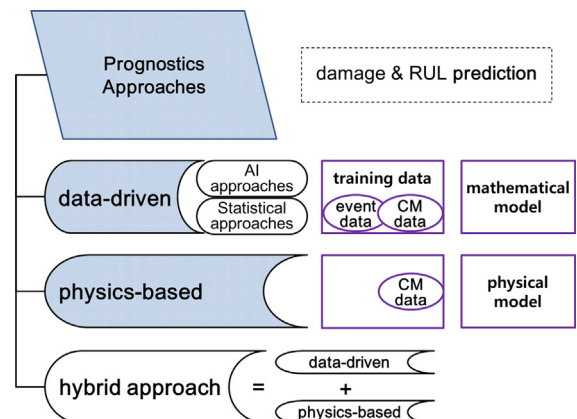 Prognostics
Approaches
damage & RUL prediction
data-driven
AI
approaches
Statistical
approaches
training data
event
data
CM
data
mathematical
model
physics-based
CM
data
physical
model
hybrid approach
=
data-driven
+
physics-based